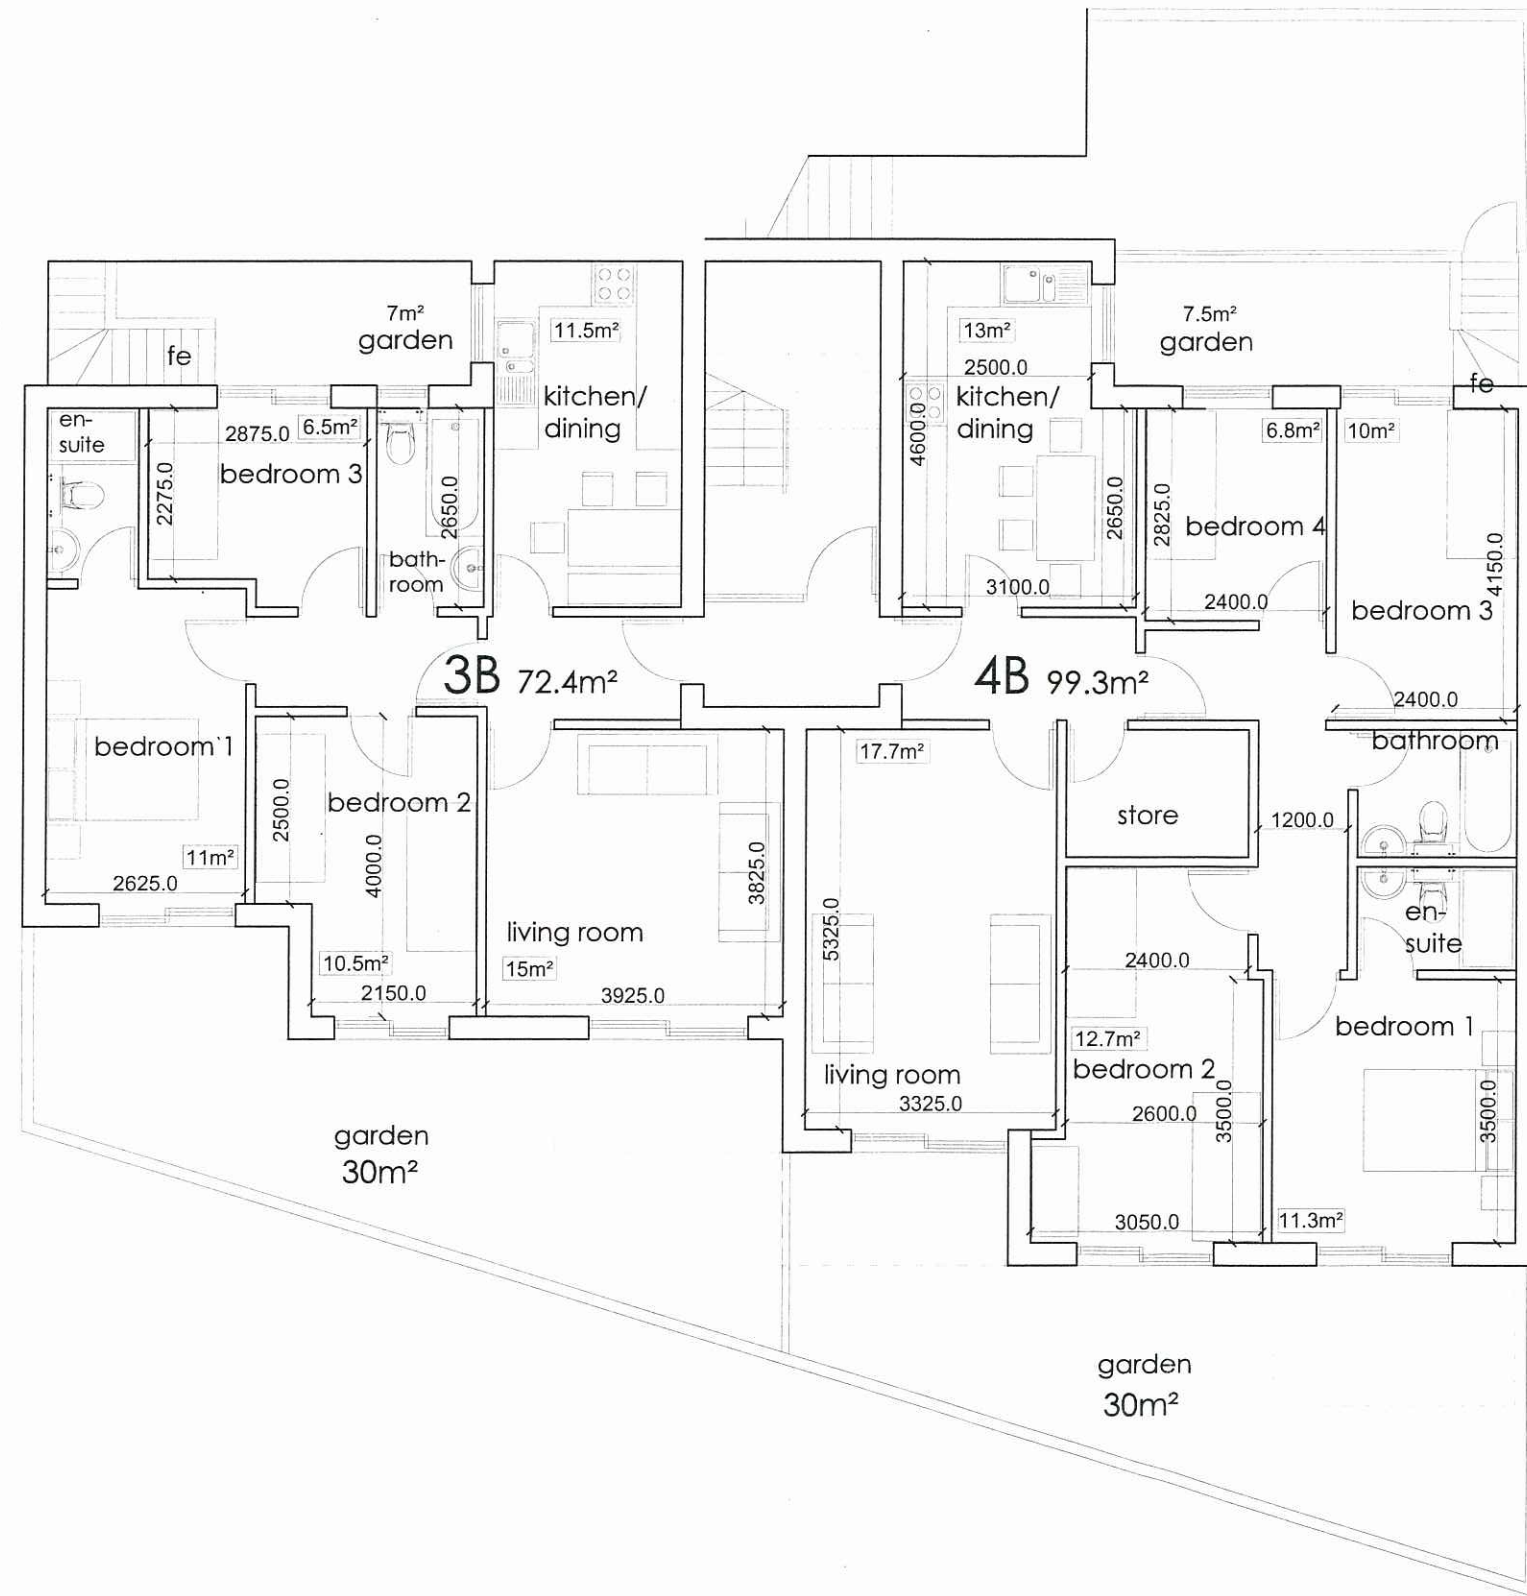 7m²
garden
fe
11.5m²
kitchen/
dining
13m²
2500.0
kitchen/
dining
4600.0
2650.0
3100.0
7.5m²
garden
fe
en-
suite
2875.0
6.5m²
bedroom 3
2275.0
2650.0
bath-
room
6.8m²
2825.0
bedroom 4
2400.0
10m²
4150.0
bedroom 3
2400.0
3B 72.4m²
4B 99.3m²
bedroom 1
11m²
2625.0
2500.0
bedroom 2
4000.0
10.5m²
2150.0
3825.0
living room
15m²
3925.0
17.7m²
5325.0
living room
3325.0
store
1200.0
bathroom
en-
suite
2400.0
12.7m²
bedroom 2
2600.0
3500.0
3050.0
bedroom 1
3500.0
11.3m²
garden
30m²
garden
30m²